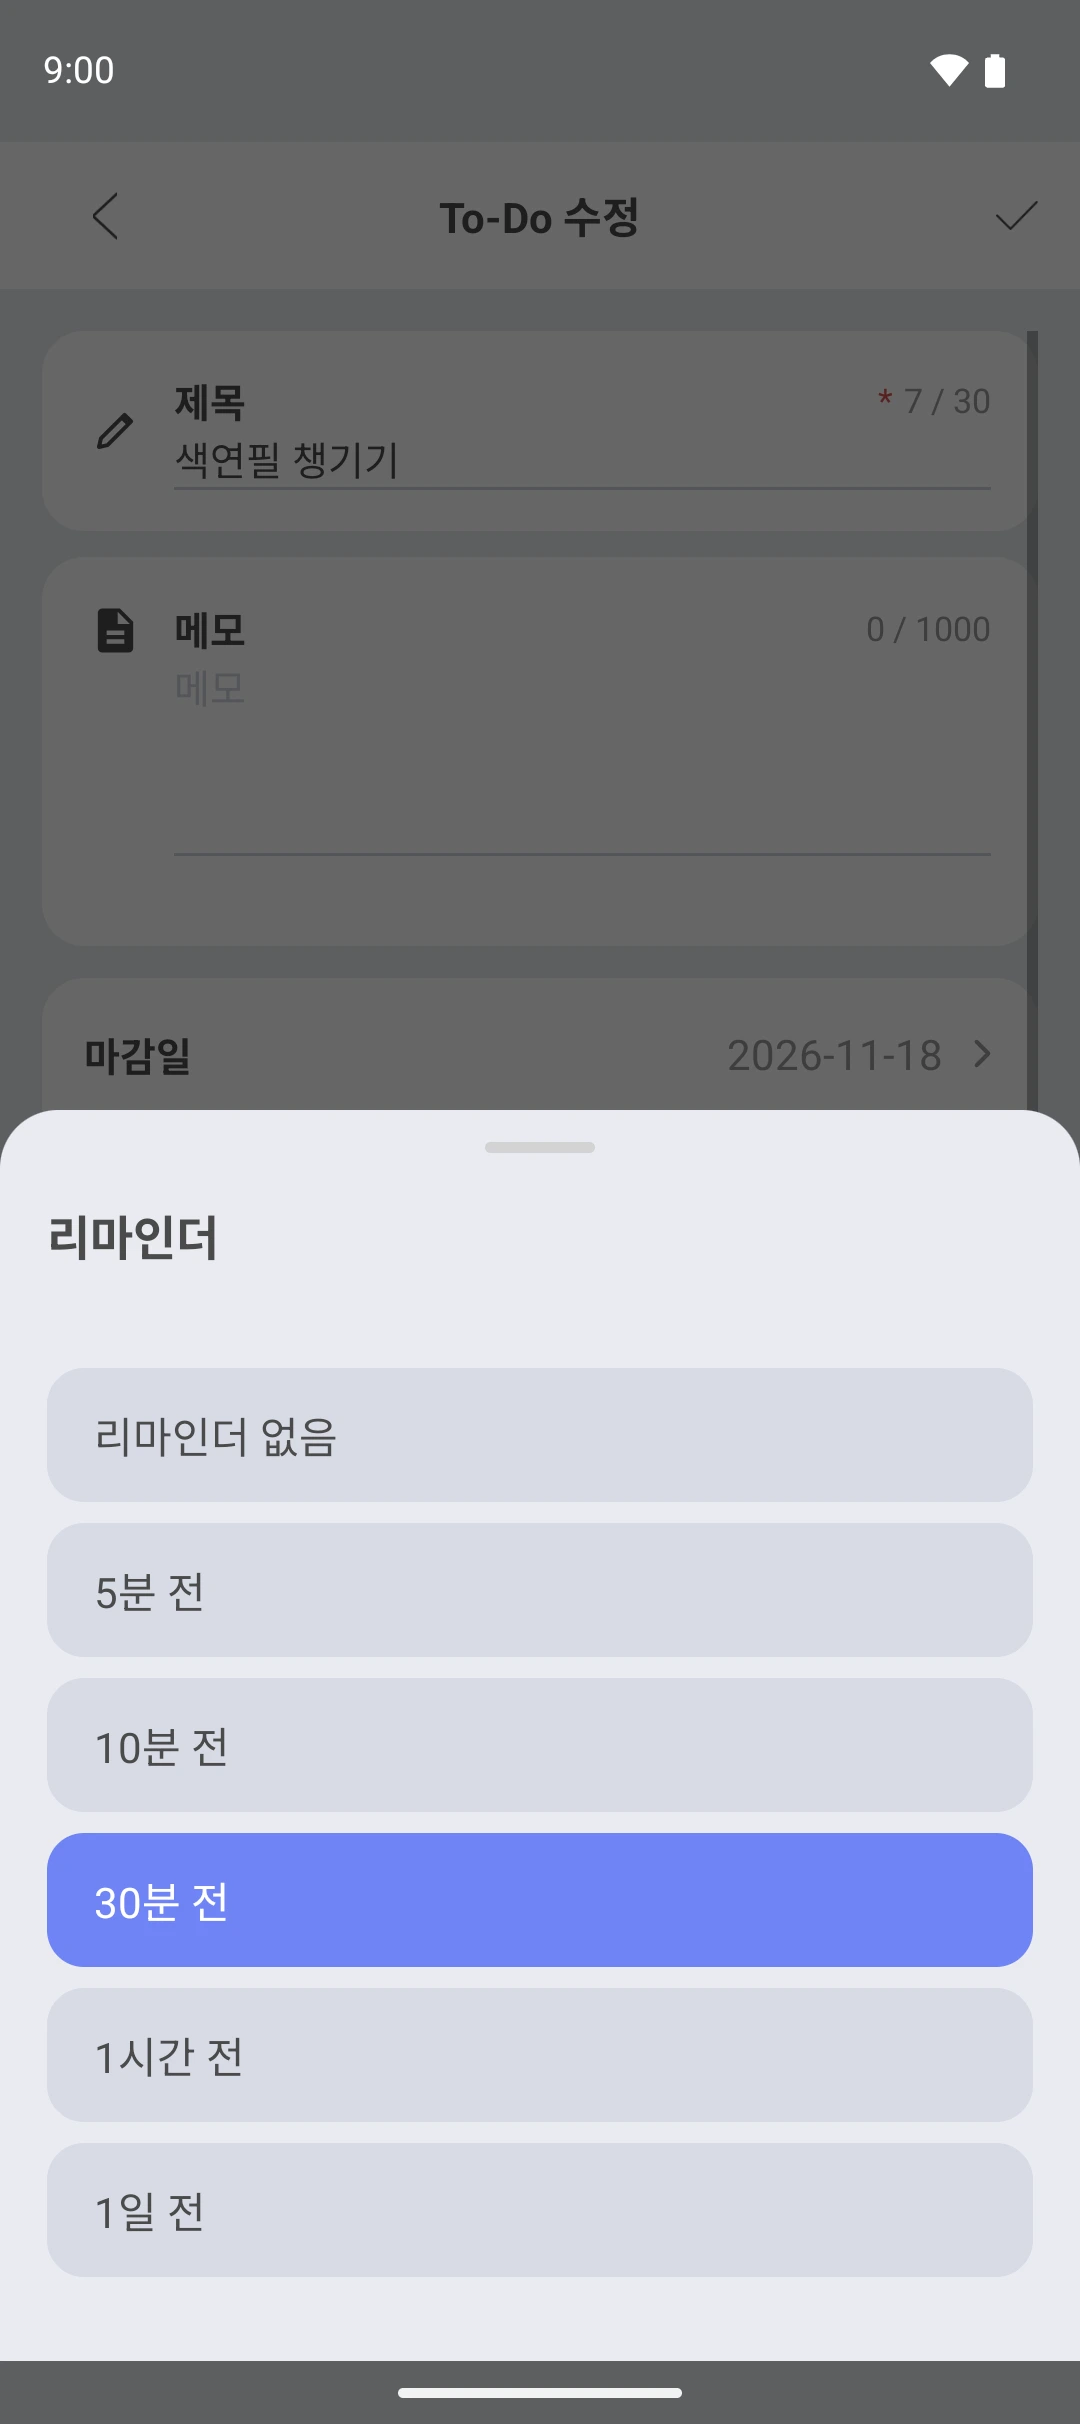 9:00
To-Do 수정
제목
* 7 / 30
색연필 챙기기
메모
0 / 1000
메모
마감일
2026-11-18
리마인더
리마인더 없음
5분 전
10분 전
30분 전
1시간 전
1일 전